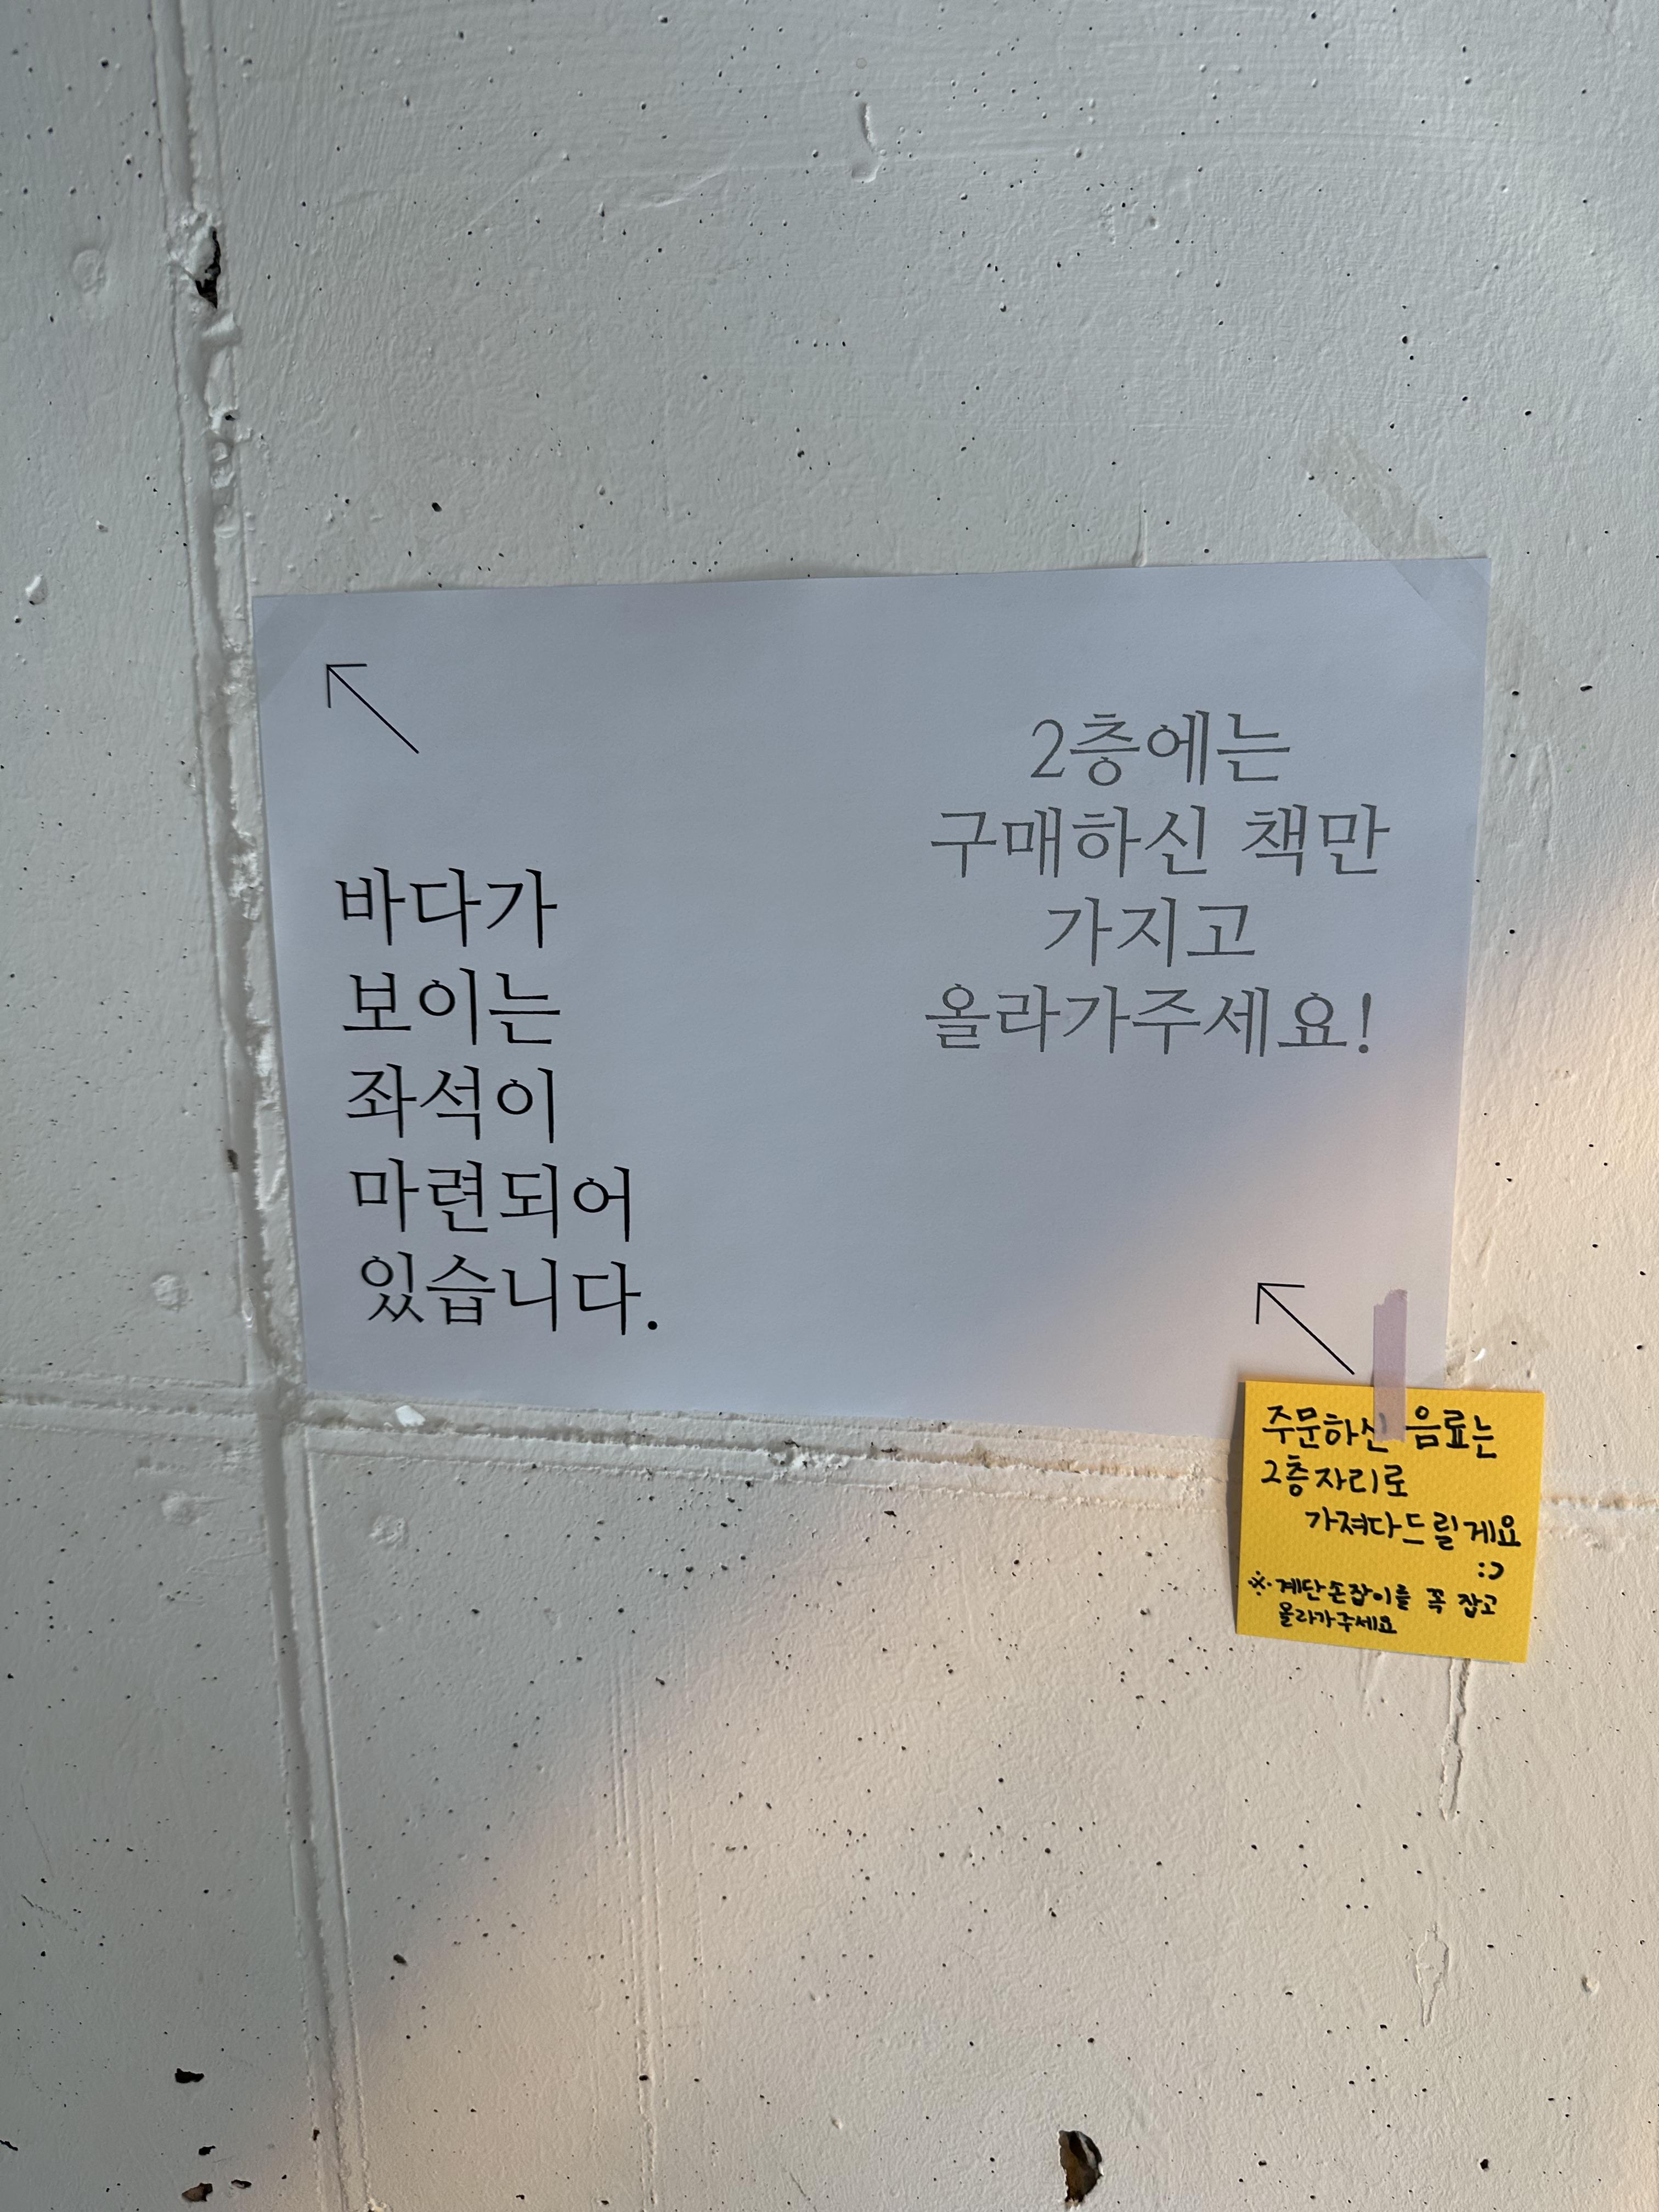 바다가
보이는
좌석이
마련되어
있습니다.
2층에는
구매하신 책만
가지고
올라가주세요!
주문하신 음료는
2층자리로
가져다드릴게요
:)
※계단손잡이를 꼭 잡고
올라가주세요